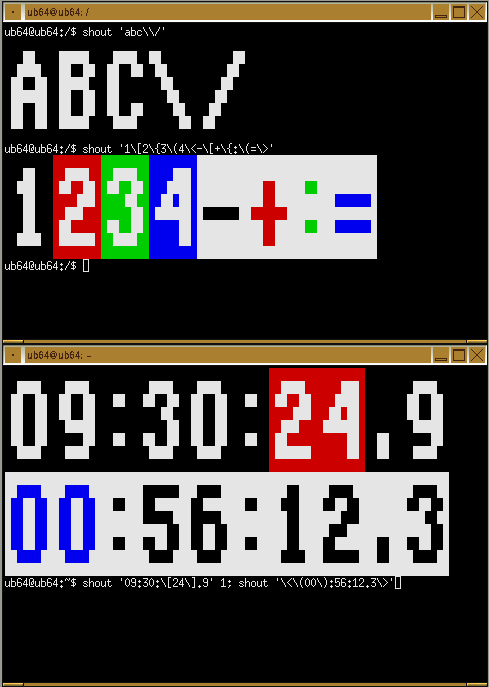 ub64@ub64: /
ub64@ub64:/$ shout 'abc\\/'
ABC\/
ub64@ub64:/$ shout '1\[2\{3\(4\<-\[+\{:\(=\>'
1234-+:=
ub64@ub64:/$
ub64@ub64: ~
09:30:24.9
00:56:12.3
ub64@ub64:~$ shout '09:30:\[24\].9' 1; shout '\<\(00\):56:12.3\>'